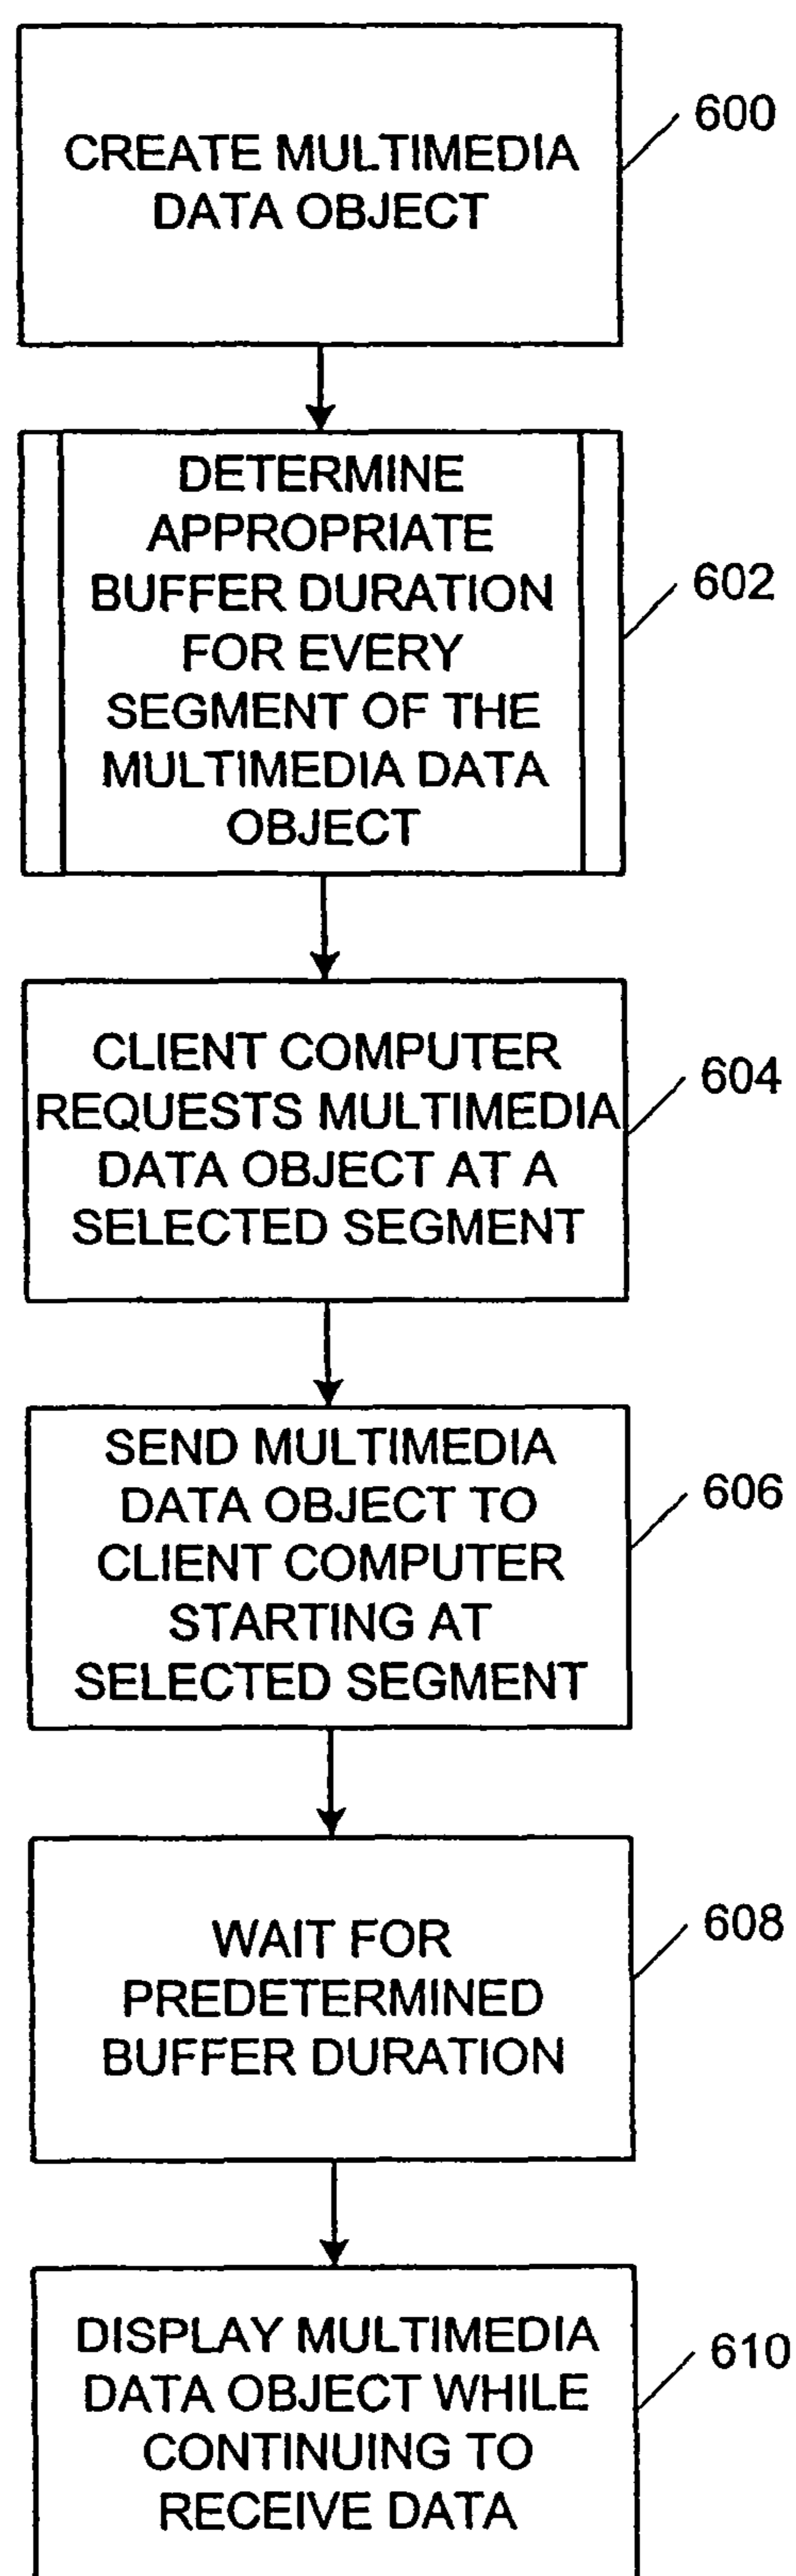 CREATE MULTIMEDIA
DATA OBJECT
600
DETERMINE
APPROPRIATE
BUFFER DURATION
FOR EVERY
SEGMENT OF THE
MULTIMEDIA DATA
OBJECT
602
CLIENT COMPUTER
REQUESTS MULTIMEDIA
DATA OBJECT AT A
SELECTED SEGMENT
604
SEND MULTIMEDIA
DATA OBJECT TO
CLIENT COMPUTER
STARTING AT
SELECTED SEGMENT
606
WAIT FOR
PREDETERMINED
BUFFER DURATION
608
DISPLAY MULTIMEDIA
DATA OBJECT WHILE
CONTINUING TO
RECEIVE DATA
610